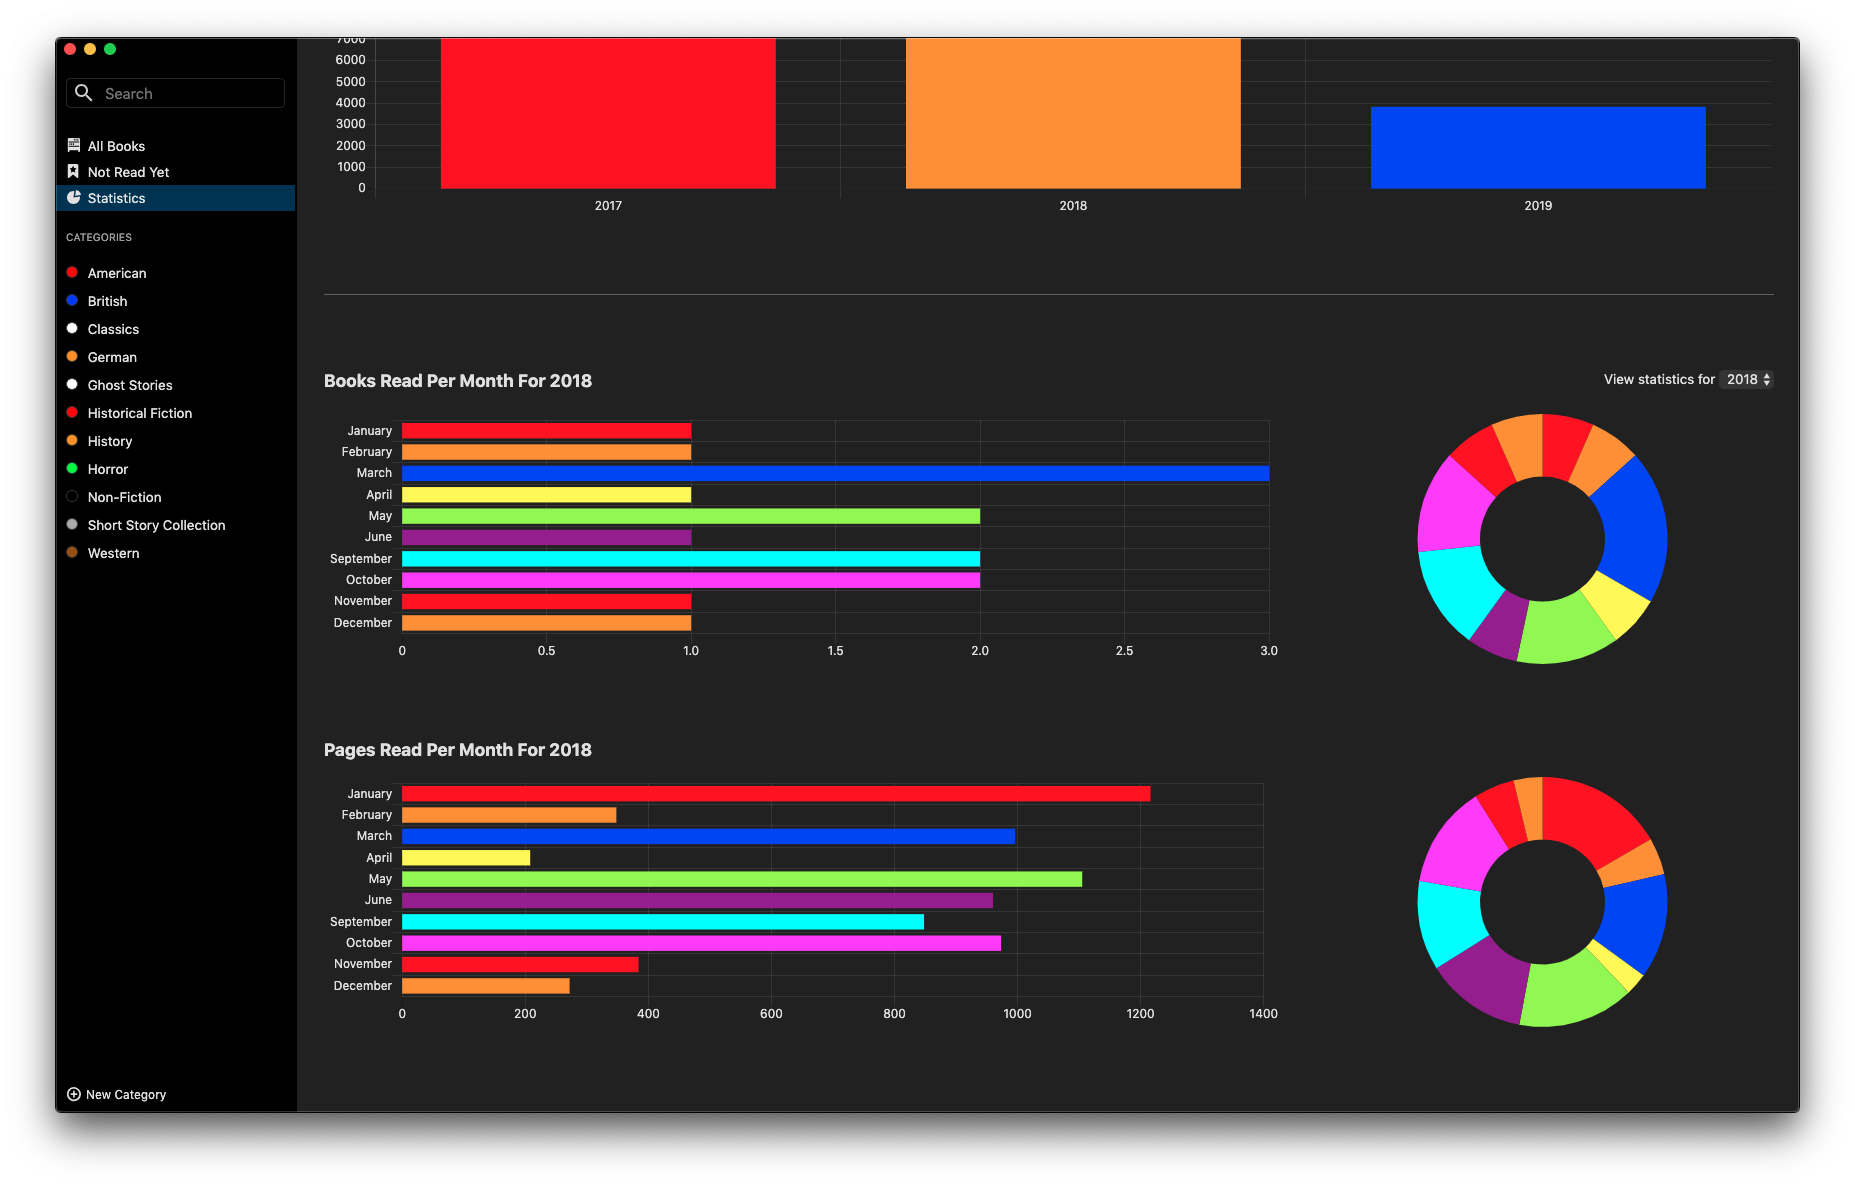 Search
All Books
Not Read Yet
Statistics
CATEGORIES
American
British
Classics
German
Ghost Stories
Historical Fiction
History
Horror
Non-Fiction
Short Story Collection
Western
New Category
7000
6000
5000
4000
3000
2000
1000
0
2017 2018 2019
Books Read Per Month For 2018
View statistics for 2018
January
February
March
April
May
June
September
October
November
December
0 0.5 1.0 1.5 2.0 2.5 3.0
Pages Read Per Month For 2018
January
February
March
April
May
June
September
October
November
December
0 200 400 600 800 1000 1200 1400